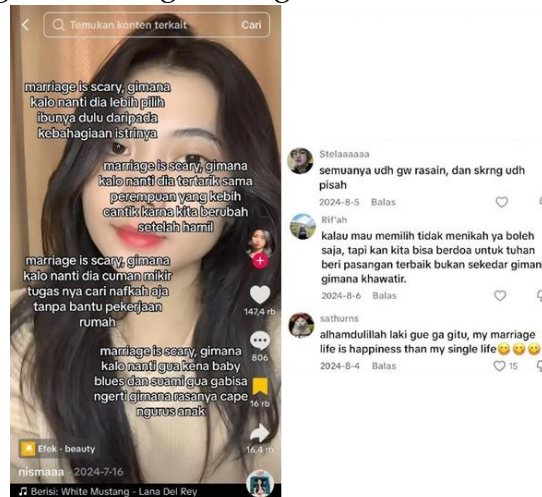 Temukan konten terkait
Cari
marriage is scary, gimana
kalo nanti dia lebih pilih
ibunya dulu daripada
kebahagiaan istrinya
marriage is scary, gimana
kalo nanti dia tertarik sama
perempuan yang kebih
cantik karna kita berubah
setelah hamil
marriage is scary, gimana
kalo nanti dia cuman mikir
tugas nya cari nafkah aja
tanpa bantu pekerjaan
rumah
marriage is scary, gimana
kalo nanti gua kena baby
blues dan suami gua gabisa
ngerti gimana rasanya cape
ngurus anak
147,4 rb
806
16 rb
16,4 rb
Efek - beauty
nismaaa - 2024-7-16
Berisi: White Mustang - Lana Del Rey
Stelaaaaaa
semuanya udh gw rasain, dan skrng udh
pisah
2024-8-5 Balas
Rif'ah
kalau mau memilih tidak menikah ya boleh
saja, tapi kan kita bisa berdoa untuk tuhan
beri pasangan terbaik bukan sekedar giman
gimana khawatir.
2024-8-6 Balas
sathurns
alhamdulillah laki gue ga gitu, my marriage
life is happiness than my single life😋😋😋
2024-8-4 Balas
15